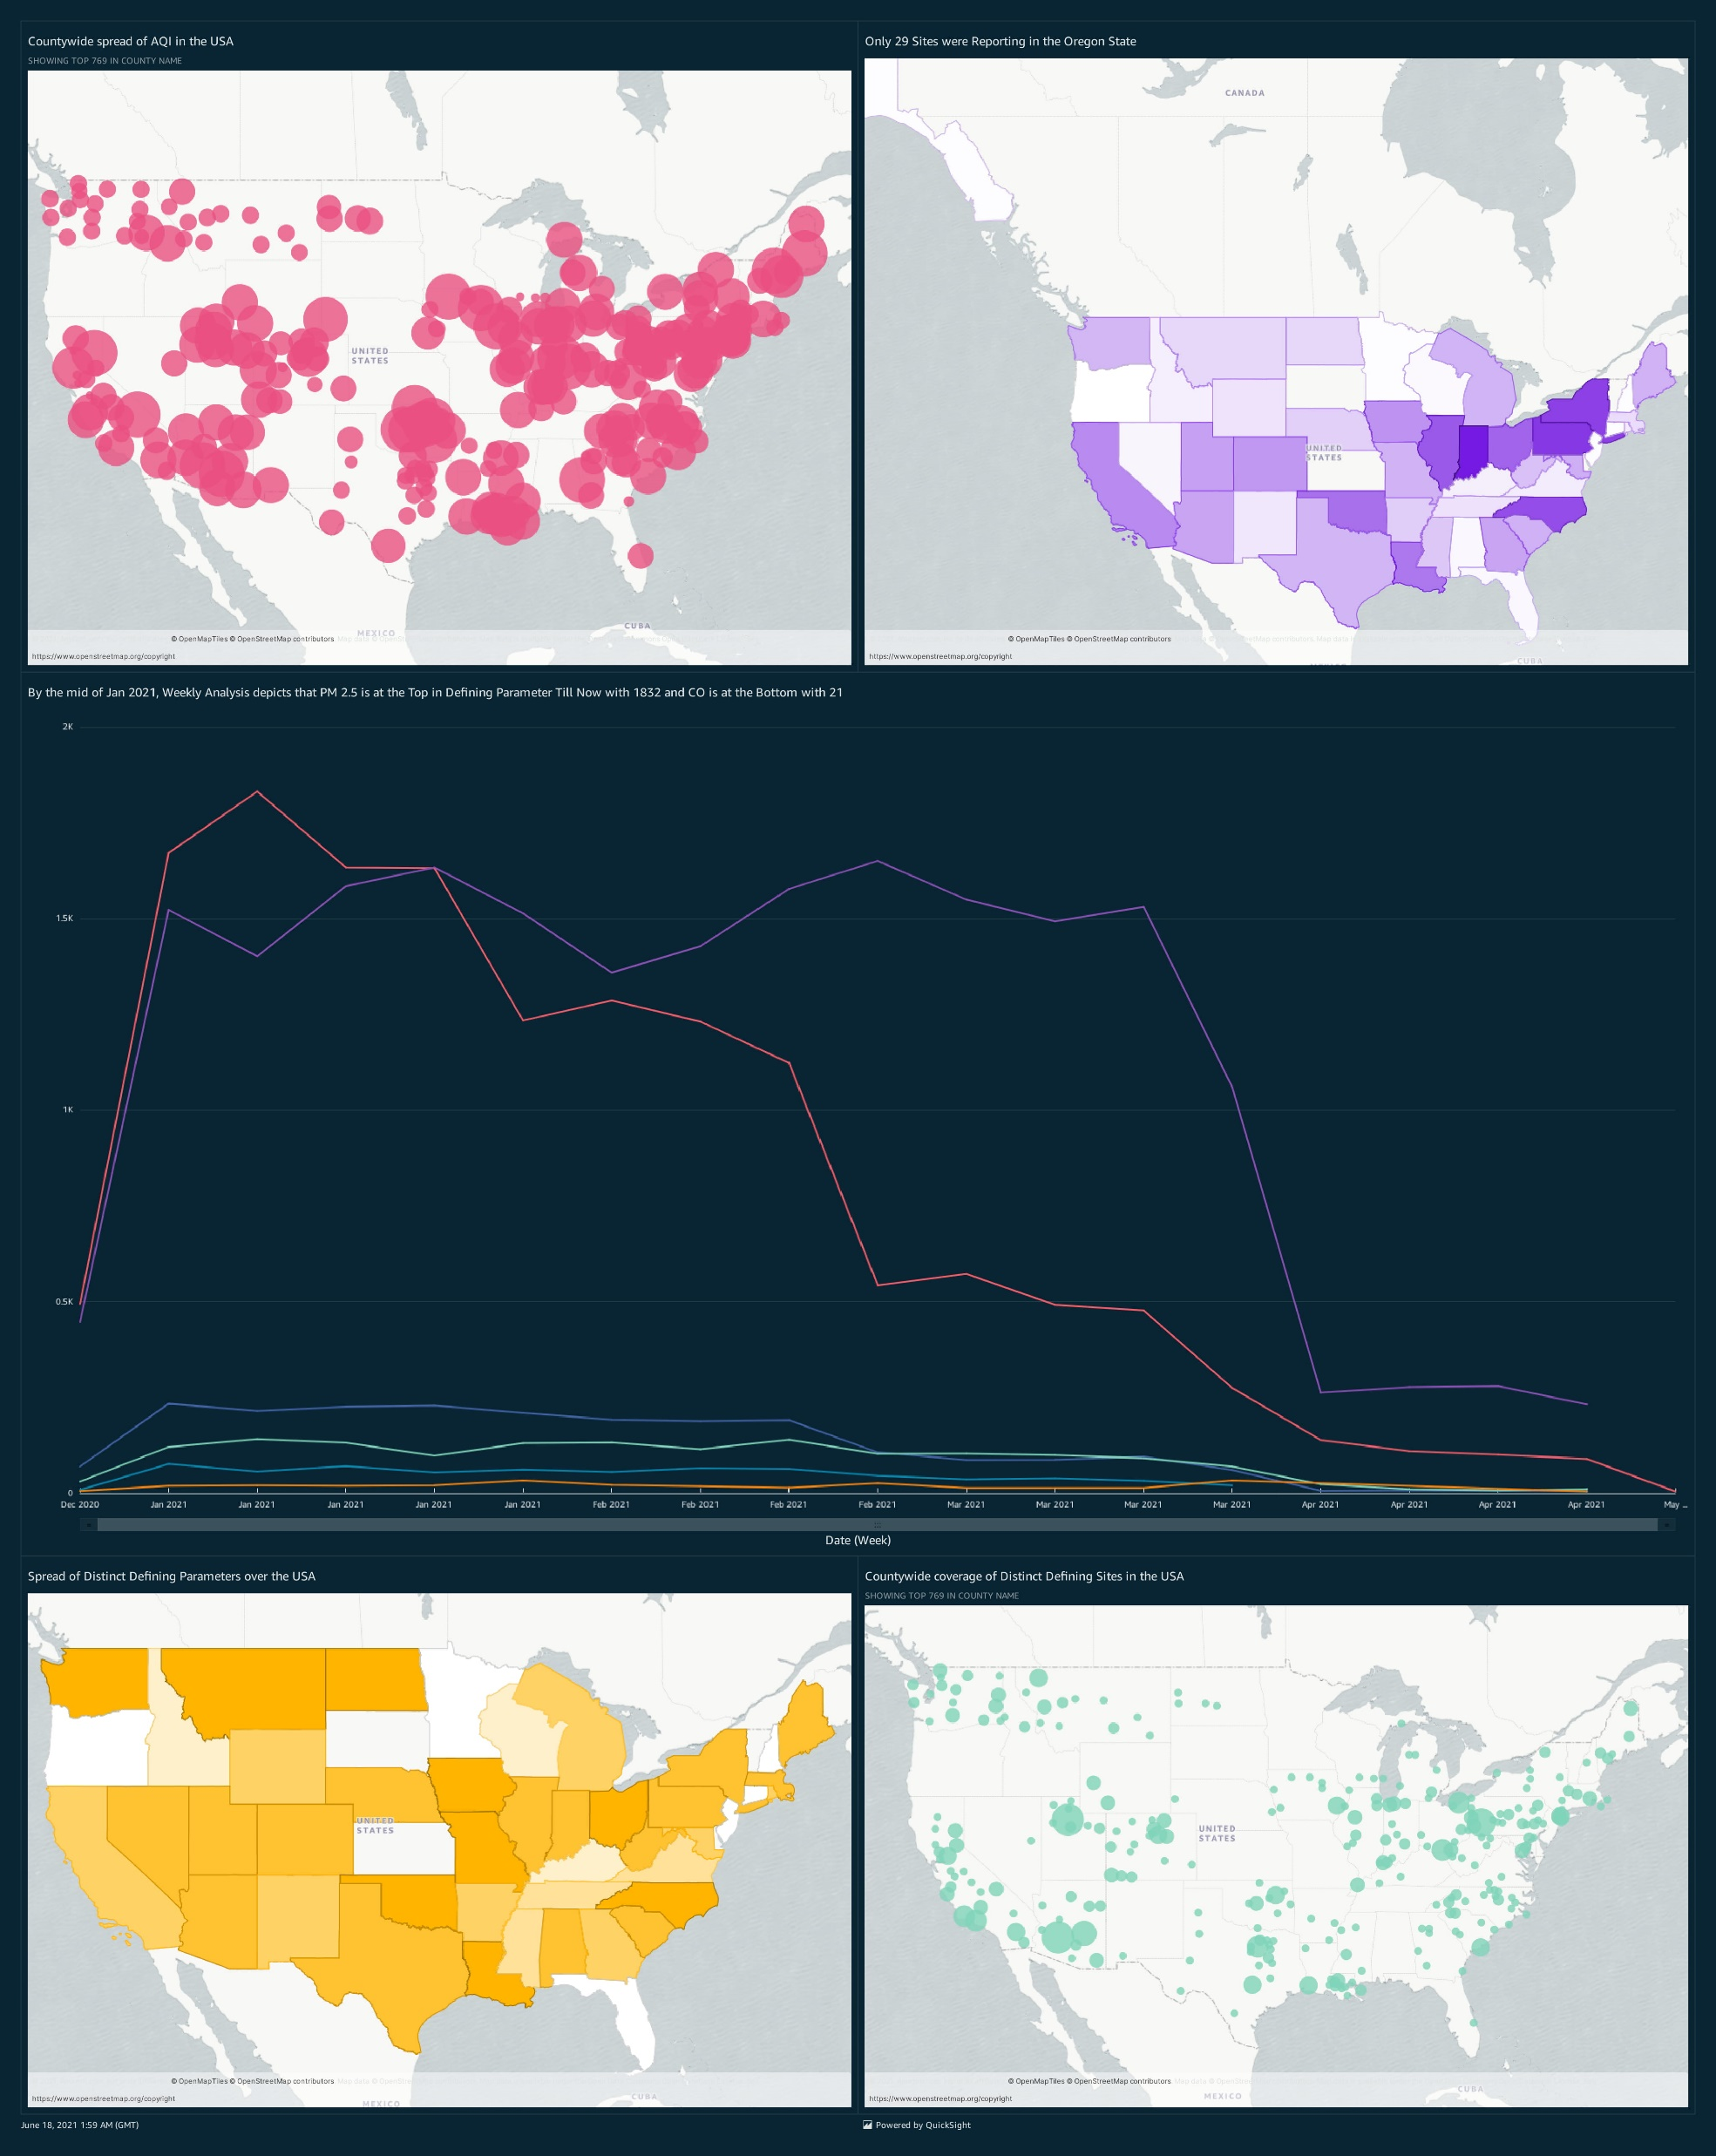 Countywide spread of AQI in the USA
SHOWING TOP 769 IN COUNTY NAME
UNITED
STATES
MEXICO
CUBA
© OpenMapTiles © OpenStreetMap contributors
https://www.openstreetmap.org/copyright
Only 29 Sites were Reporting in the Oregon State
CANADA
UNITED
STATES
CUBA
© OpenMapTiles © OpenStreetMap contributors
https://www.openstreetmap.org/copyright
By the mid of Jan 2021, Weekly Analysis depicts that PM 2.5 is at the Top in Defining Parameter Till Now with 1832 and CO is at the Bottom with 21
2K
1.5K
1K
0.5K
0
Dec 2020 Jan 2021 Jan 2021 Jan 2021 Jan 2021 Jan 2021 Feb 2021 Feb 2021 Feb 2021 Feb 2021 Mar 2021 Mar 2021 Mar 2021 Mar 2021 Apr 2021 Apr 2021 Apr 2021 Apr 2021 May ...
Date (Week)
Spread of Distinct Defining Parameters over the USA
UNITED
STATES
© OpenMapTiles © OpenStreetMap contributors
https://www.openstreetmap.org/copyright
CUBA
MEXICO
Countywide coverage of Distinct Defining Sites in the USA
SHOWING TOP 769 IN COUNTY NAME
UNITED
STATES
© OpenMapTiles © OpenStreetMap contributors
CUBA
MEXICO
https://www.openstreetmap.org/copyright
June 18, 2021 1:59 AM (GMT)
Powered by QuickSight